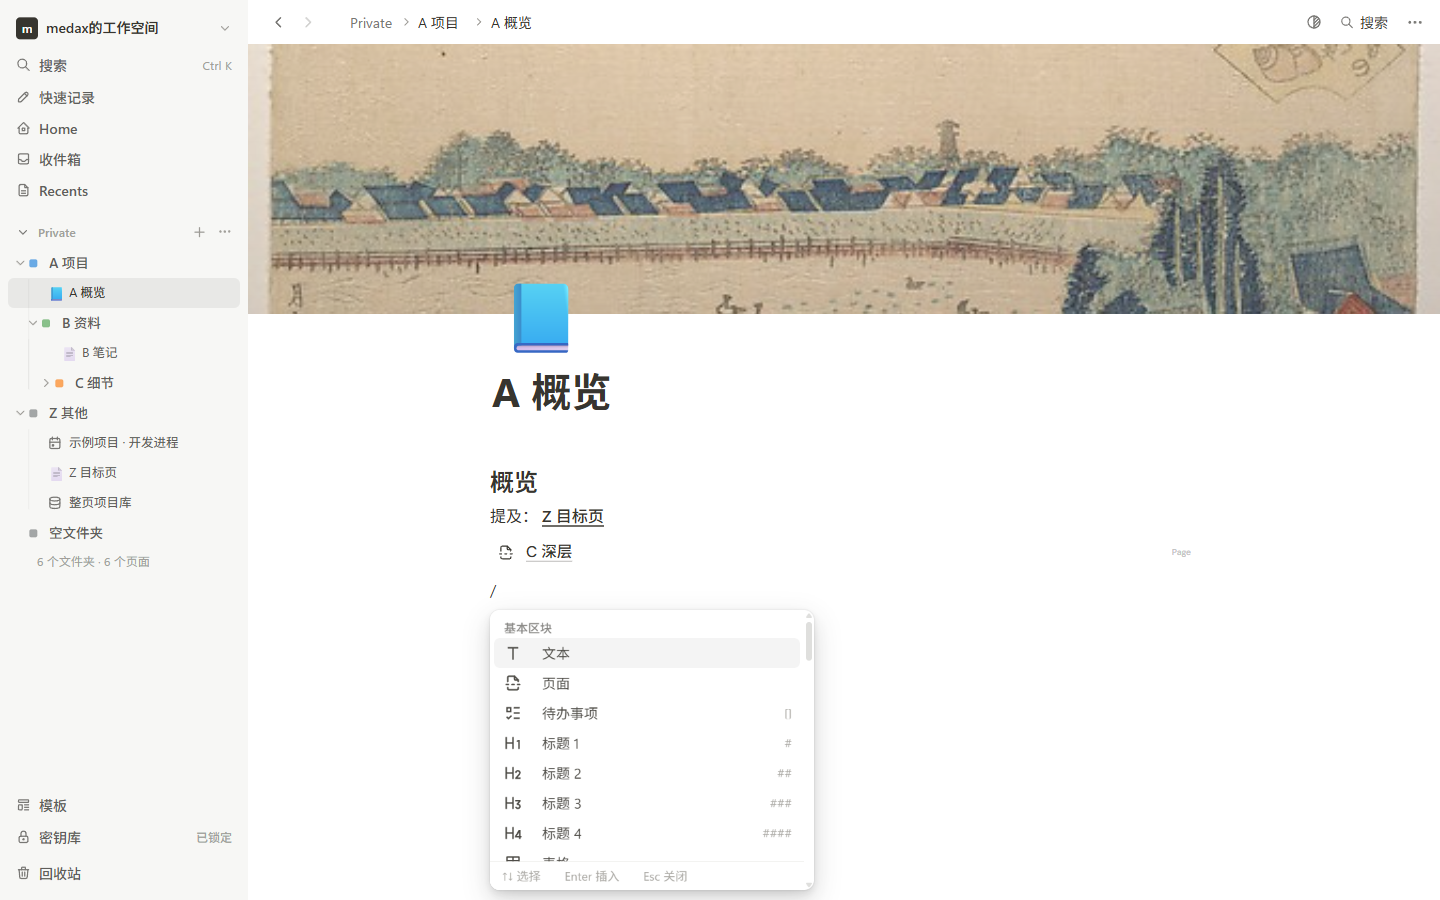 m medax的工作空间
搜索 Ctrl K
快速记录
Home
收件箱
Recents
Private
A 项目
A 概览
B 资料
B 笔记
C 细节
Z 其他
示例项目 · 开发进程
Z 目标页
整页项目库
空文件夹
6 个文件夹 · 6 个页面
模板
密钥库 已锁定
回收站
Private A 项目 A 概览
搜索
A 概览
概览
提及： Z 目标页
C 深层 Page
/
基本区块
文本
页面
待办事项 []
H1 标题 1 #
H2 标题 2 ##
H3 标题 3 ###
H4 标题 4 ####
表格
↑↓ 选择 Enter 插入 Esc 关闭